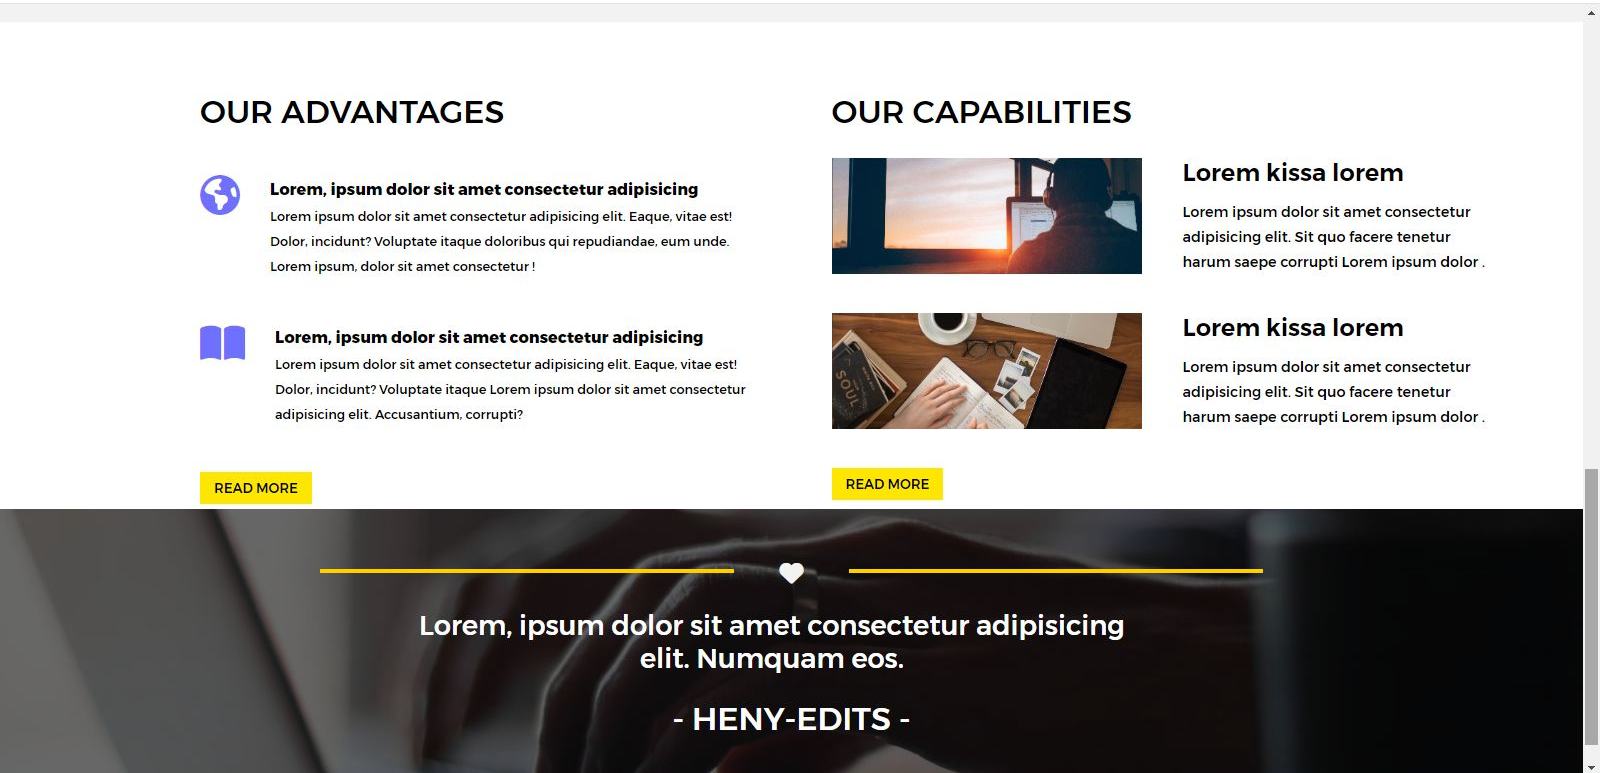 OUR ADVANTAGES
Lorem, ipsum dolor sit amet consectetur adipisicing
Lorem ipsum dolor sit amet consectetur adipisicing elit. Eaque, vitae est!
Dolor, incidunt? Voluptate itaque doloribus qui repudiandae, eum unde.
Lorem ipsum, dolor sit amet consectetur !
Lorem, ipsum dolor sit amet consectetur adipisicing
Lorem ipsum dolor sit amet consectetur adipisicing elit. Eaque, vitae est!
Dolor, incidunt? Voluptate itaque Lorem ipsum dolor sit amet consectetur
adipisicing elit. Accusantium, corrupti?
READ MORE
OUR CAPABILITIES
Lorem kissa lorem
Lorem ipsum dolor sit amet consectetur
adipisicing elit. Sit quo facere tenetur
harum saepe corrupti Lorem ipsum dolor .
SOUL
Lorem kissa lorem
Lorem ipsum dolor sit amet consectetur
adipisicing elit. Sit quo facere tenetur
harum saepe corrupti Lorem ipsum dolor .
READ MORE
Lorem, ipsum dolor sit amet consectetur adipisicing
elit. Numquam eos.
- HENY-EDITS -